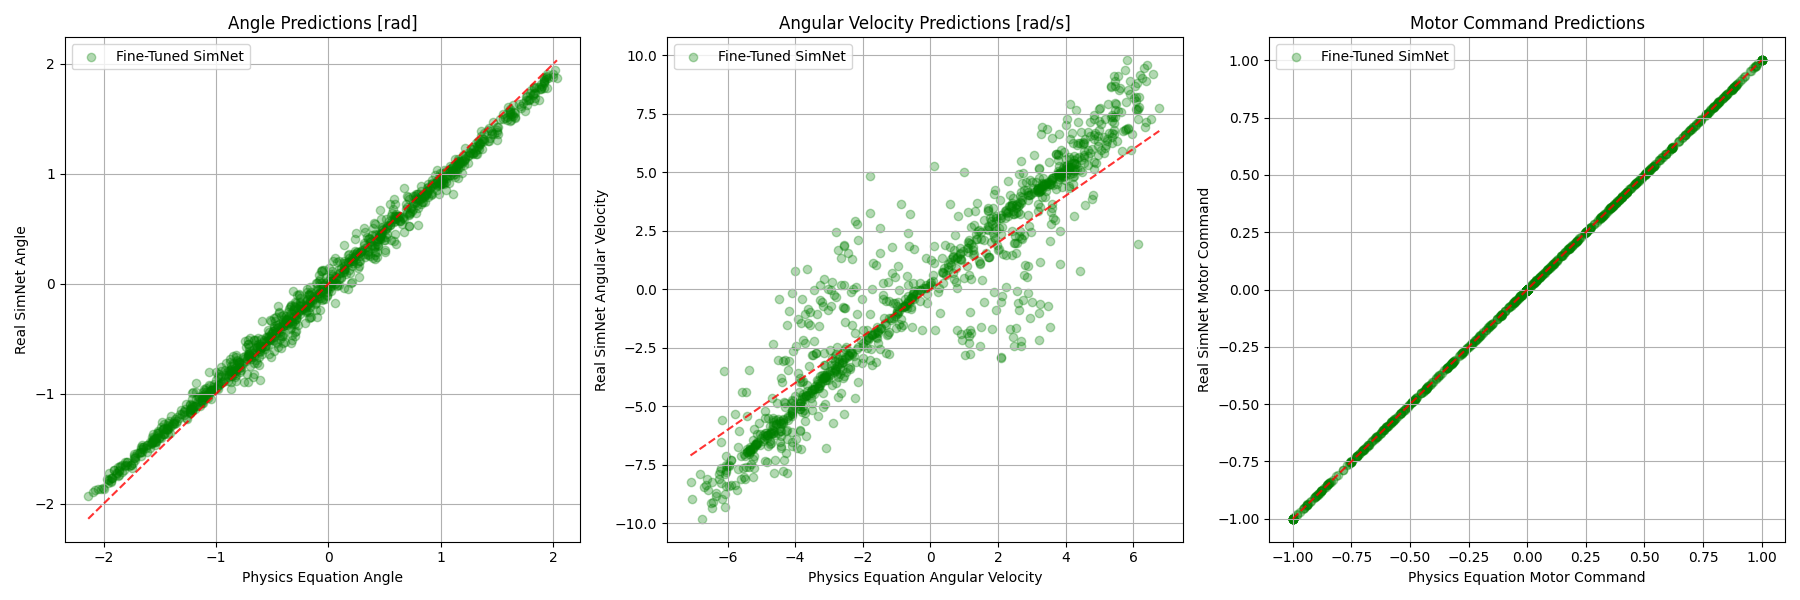 Angle Predictions [rad]
Fine-Tuned SimNet
Real SimNet Angle
2
1
0
−1
−2
−2 −1 0 1 2
Physics Equation Angle
Angular Velocity Predictions [rad/s]
Fine-Tuned SimNet
Real SimNet Angular Velocity
10.0
7.5
5.0
2.5
0.0
−2.5
−5.0
−7.5
−10.0
−6 −4 −2 0 2 4 6
Physics Equation Angular Velocity
Motor Command Predictions
Fine-Tuned SimNet
Real SimNet Motor Command
1.00
0.75
0.50
0.25
0.00
−0.25
−0.50
−0.75
−1.00
−1.00 −0.75 −0.50 −0.25 0.00 0.25 0.50 0.75 1.00
Physics Equation Motor Command